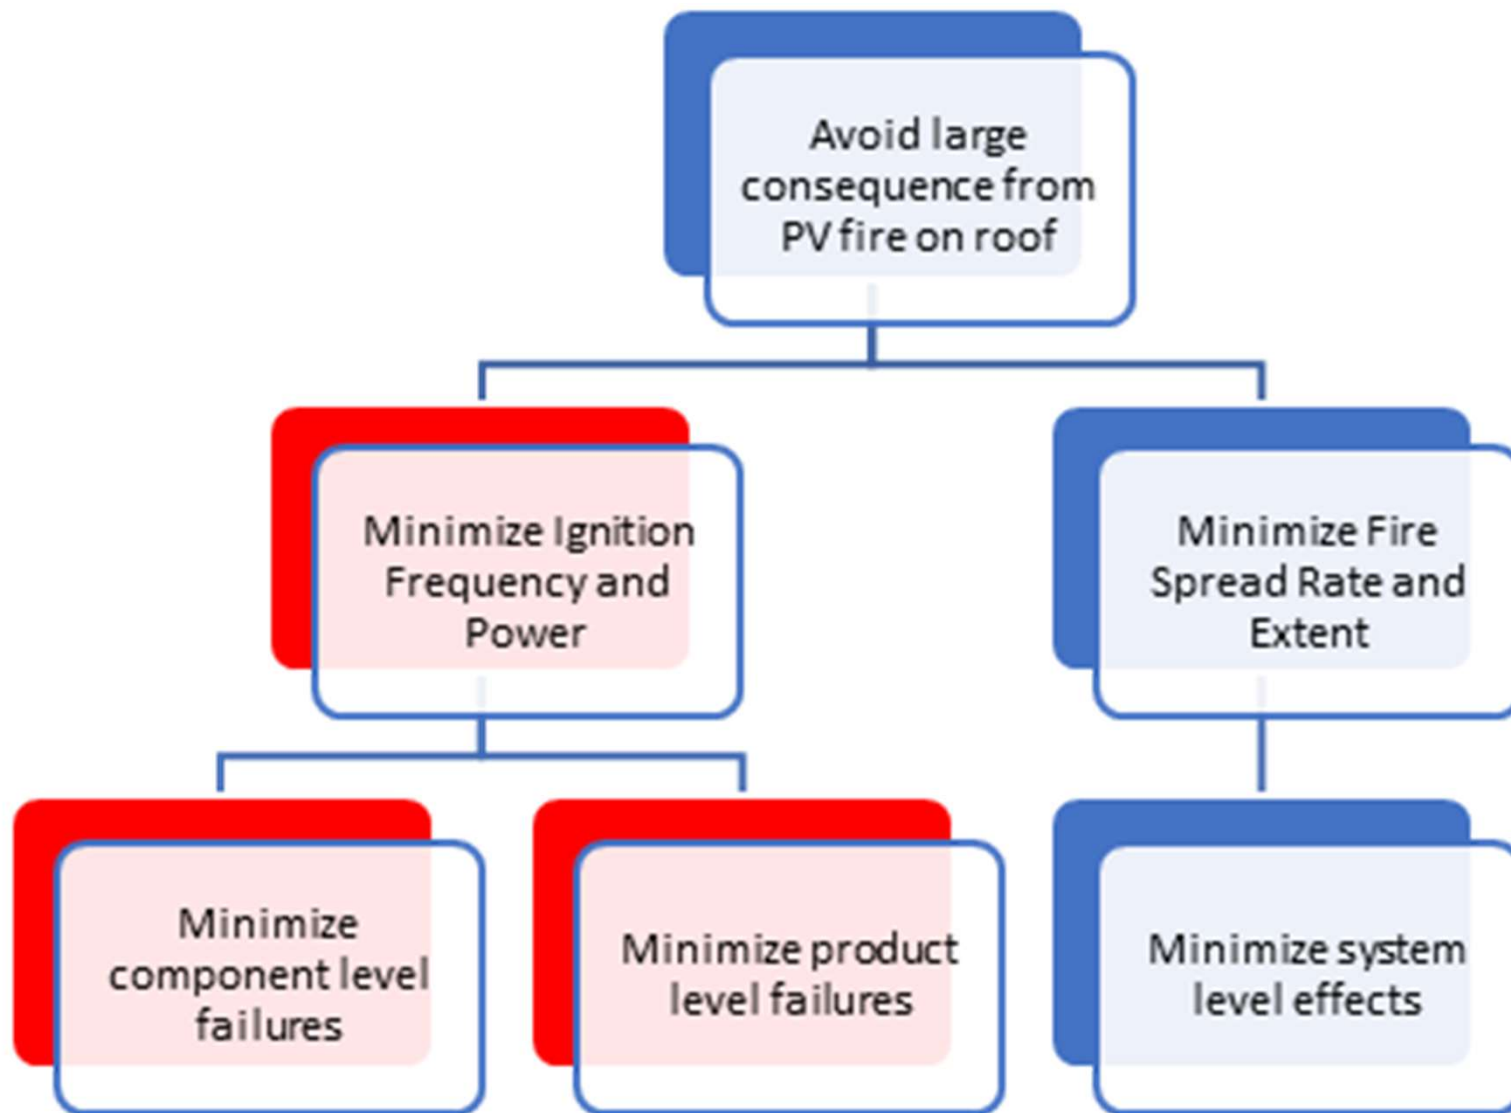 Avoid large
consequence from
PV fire on roof
Minimize Ignition
Frequency and
Power
Minimize Fire
Spread Rate and
Extent
Minimize
component level
failures
Minimize product
level failures
Minimize system
level effects